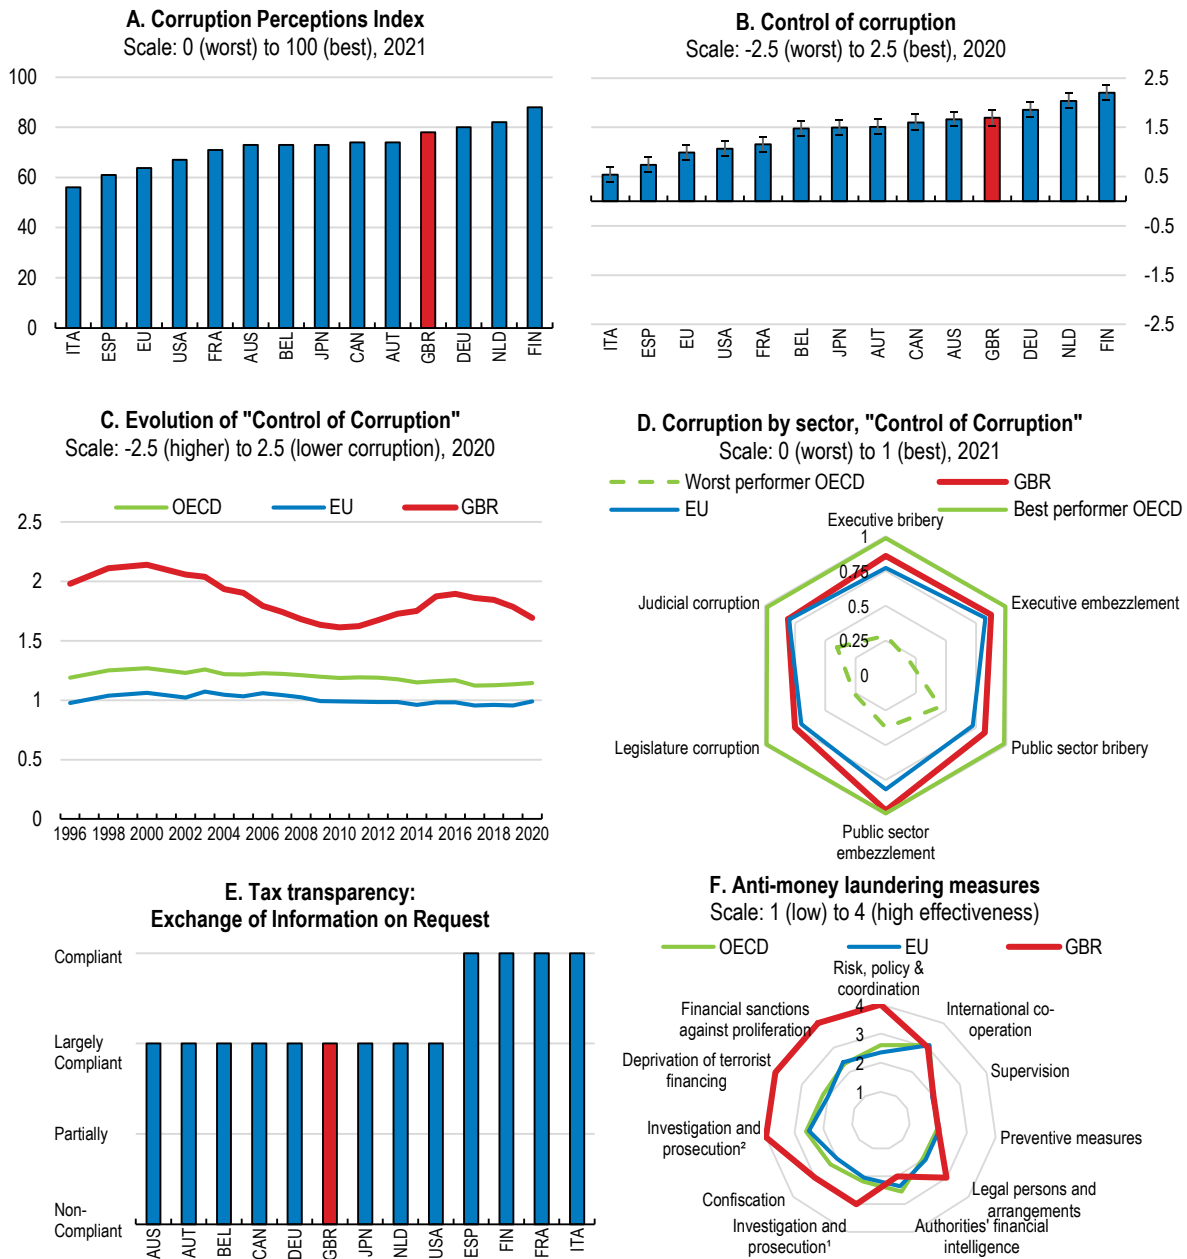 A. Corruption Perceptions Index
Scale: 0 (worst) to 100 (best), 2021
100
80
60
40
20
0
ITA
ESP
EU
USA
FRA
AUS
BEL
JPN
CAN
AUT
GBR
DEU
NLD
FIN
B. Control of corruption
Scale: -2.5 (worst) to 2.5 (best), 2020
2.5
1.5
0.5
-0.5
-1.5
-2.5
ITA
ESP
EU
USA
FRA
BEL
JPN
AUT
CAN
AUS
GBR
DEU
NLD
FIN
C. Evolution of "Control of Corruption"
Scale: -2.5 (higher) to 2.5 (lower corruption), 2020
OECD
EU
GBR
2.5
2
1.5
1
0.5
0
1996 1998 2000 2002 2004 2006 2008 2010 2012 2014 2016 2018 2020
D. Corruption by sector, "Control of Corruption"
Scale: 0 (worst) to 1 (best), 2021
Worst performer OECD
GBR
EU
Best performer OECD
Executive bribery
1
0.75
0.5
0.25
0
Judicial corruption
Executive embezzlement
Legislature corruption
Public sector bribery
Public sector
embezzlement
E. Tax transparency:
Exchange of Information on Request
Compliant
Largely
Compliant
Partially
Non-
Compliant
AUS
AUT
BEL
CAN
DEU
GBR
JPN
NLD
USA
ESP
FIN
FRA
ITA
F. Anti-money laundering measures
Scale: 1 (low) to 4 (high effectiveness)
OECD
EU
GBR
Risk, policy &
coordination
4
3
2
1
Financial sanctions
against proliferation
International co-
operation
Deprivation of terrorist
financing
Supervision
Investigation and
prosecution²
Preventive measures
Confiscation
Legal persons and
arrangements
Investigation and
prosecution¹
Authorities' financial
intelligence